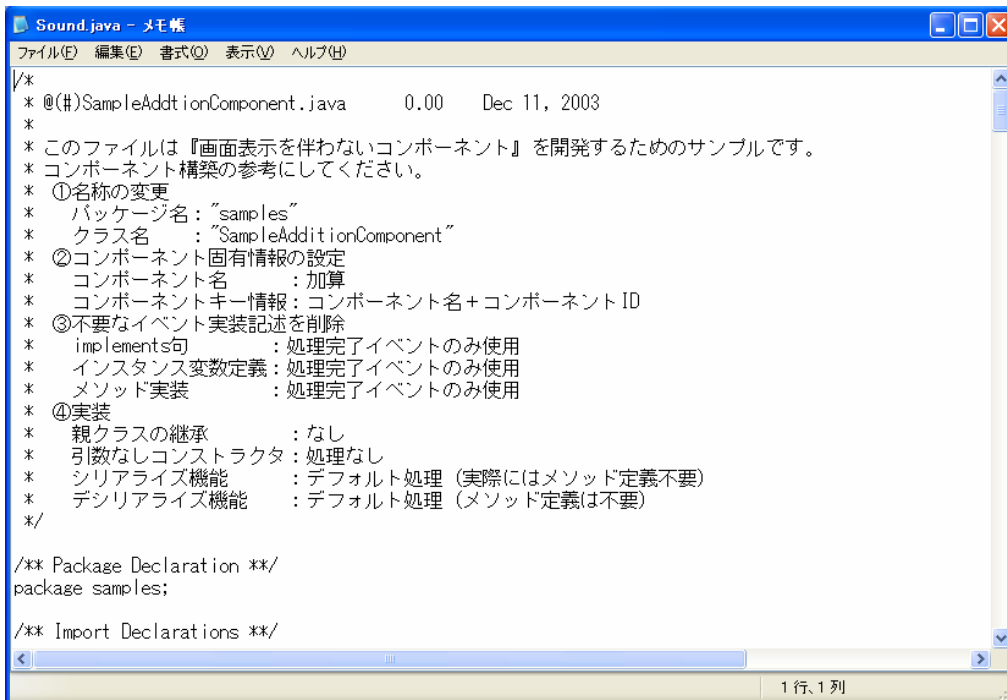 Sound.java - メモ帳
ファイル(F) 編集(E) 書式(O) 表示(V) ヘルプ(H)
/*
 * @(#)SampleAddtionComponent.java 0.00 Dec 11, 2003
 *
 * このファイルは『画面表示を伴わないコンポーネント』を開発するためのサンプルです。
 * コンポーネント構築の参考にしてください。
 * ①名称の変更
 * パッケージ名："samples"
 * クラス名 ："SampleAdditionComponent"
 * ②コンポーネント固有情報の設定
 * コンポーネント名 ：加算
 * コンポーネントキー情報：コンポーネント名＋コンポーネントID
 * ③不要なイベント実装記述を削除
 * implements句 ：処理完了イベントのみ使用
 * インスタンス変数定義：処理完了イベントのみ使用
 * メソッド実装 ：処理完了イベントのみ使用
 * ④実装
 * 親クラスの継承 ：なし
 * 引数なしコンストラクタ：処理なし
 * シリアライズ機能 ：デフォルト処理（実際にはメソッド定義不要）
 * デシリアライズ機能 ：デフォルト処理（メソッド定義は不要）
 */
/** Package Declaration **/
package samples;
/** Import Declarations **/
1行、1列